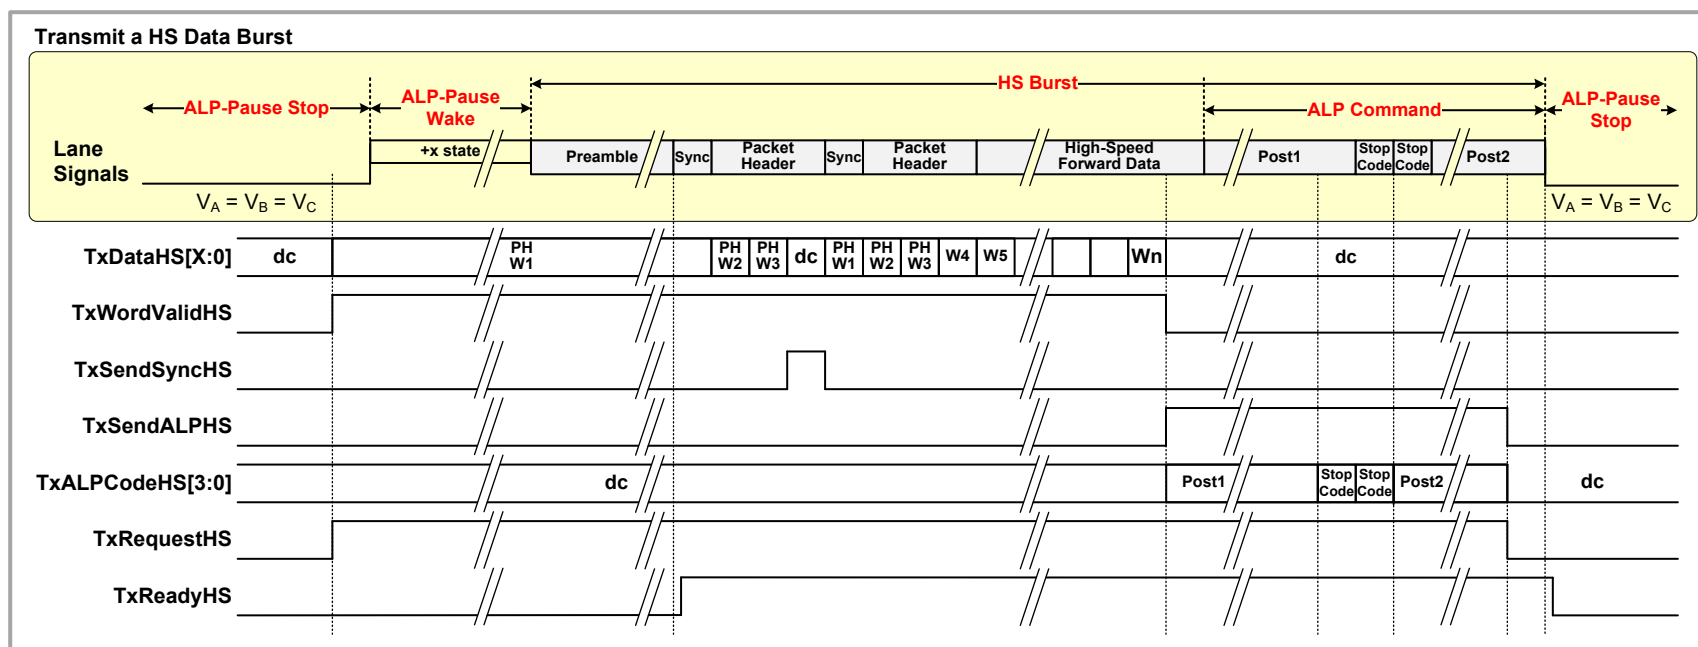 Transmit a HS Data Burst
HS Burst
ALP-Pause Stop
ALP-Pause
Wake
ALP Command
ALP-Pause
Stop
Lane
Signals
+x state
Preamble
Sync
Packet
Header
Sync
Packet
Header
High-Speed
Forward Data
Post1
Stop
Code
Stop
Code
Post2
VA = VB = VC
VA = VB = VC
TxDataHS[X:0]
dc
PH
W1
PH
W2
PH
W3
dc
PH
W1
PH
W2
PH
W3
W4
W5
Wn
dc
TxWordValidHS
TxSendSyncHS
TxSendALPHS
TxALPCodeHS[3:0]
dc
Post1
Stop
Code
Stop
Code
Post2
dc
TxRequestHS
TxReadyHS